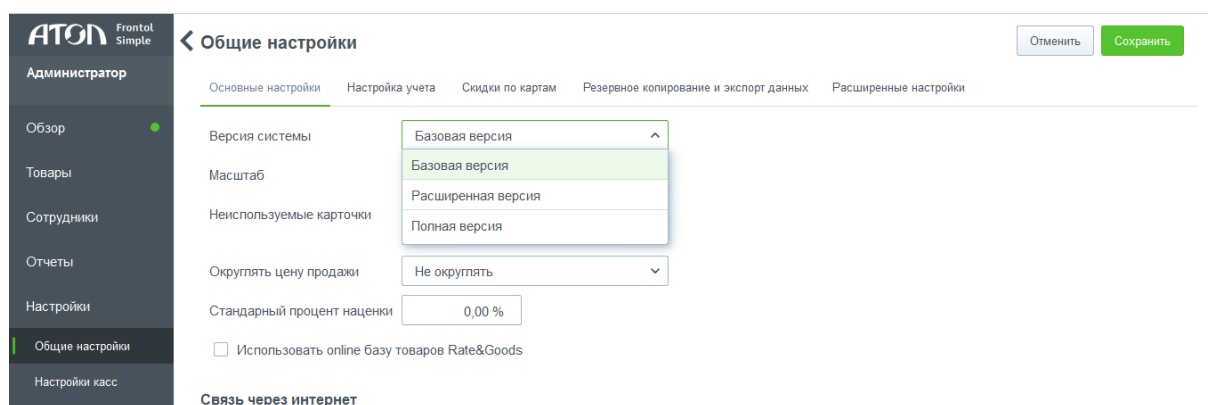 АТОЛ Frontol Simple
Общие настройки
Отменить
Сохранить
Администратор
Основные настройки
Настройка учета
Скидки по картам
Резервное копирование и экспорт данных
Расширенные настройки
Обзор
Товары
Сотрудники
Отчеты
Настройки
Общие настройки
Настройки касс
Версия системы
Базовая версия
Базовая версия
Расширенная версия
Полная версия
Масштаб
Неиспользуемые карточки
Округлять цену продажи
Не округлять
Стандарный процент наценки
0,00 %
Использовать online базу товаров Rate&Goods
Связь через интернет